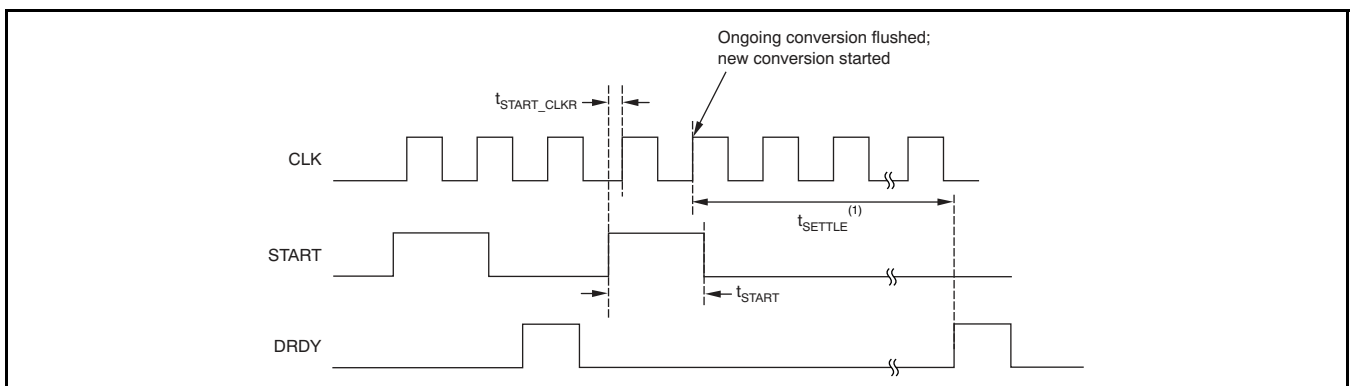 Ongoing conversion flushed;
new conversion started
tSTART_CLKR
CLK
tSETTLE(1)
START
tSTART
DRDY